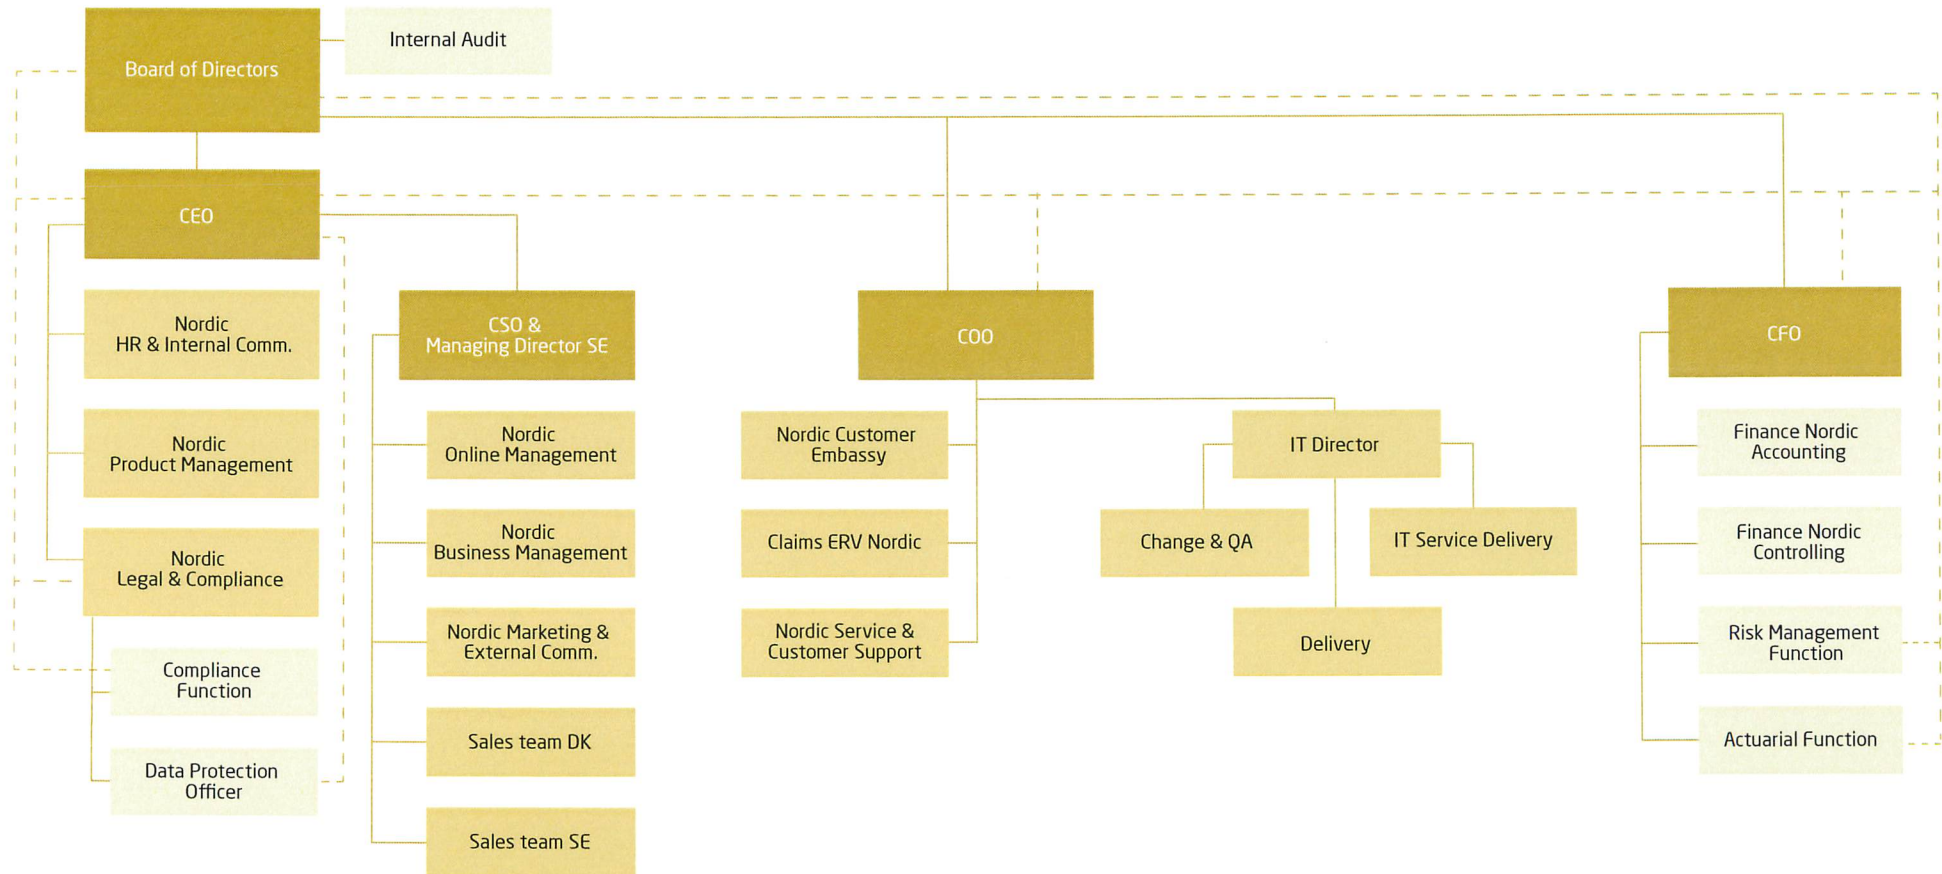 Internal Audit
Board of Directors
CEO
Nordic
HR & Internal Comm.
Nordic
Product Management
Nordic
Legal & Compliance
Compliance
Function
Data Protection
Officer
CSO &
Managing Director SE
Nordic
Online Management
Nordic
Business Management
Nordic Marketing &
External Comm.
Sales team DK
Sales team SE
COO
Nordic Customer
Embassy
Claims ERV Nordic
Nordic Service &
Customer Support
IT Director
Change & QA
IT Service Delivery
Delivery
CFO
Finance Nordic
Accounting
Finance Nordic
Controlling
Risk Management
Function
Actuarial Function